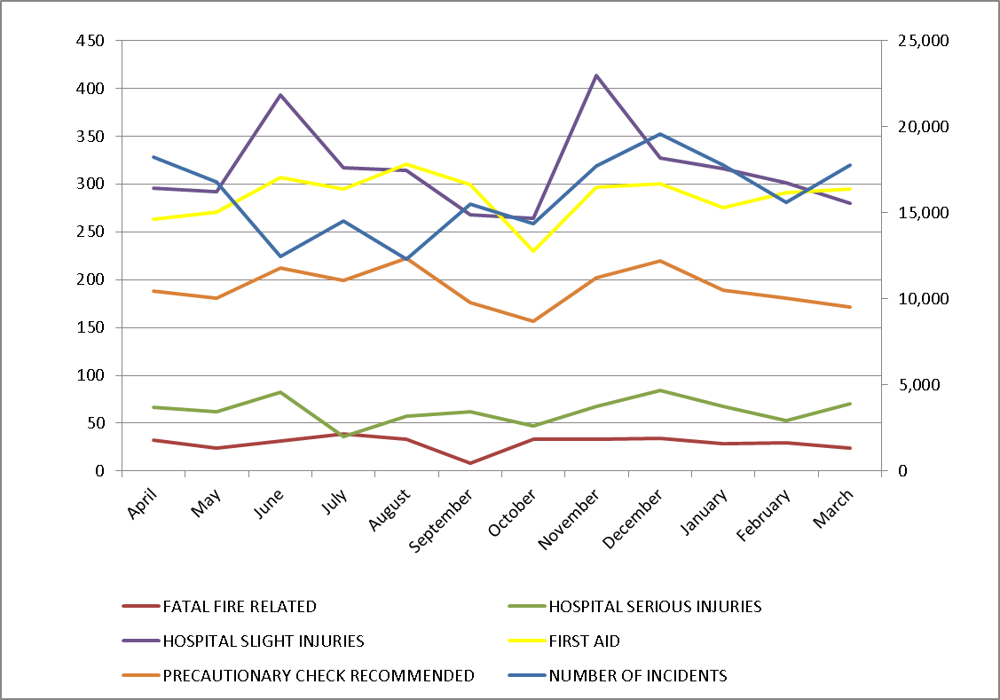 450
400
350
300
250
200
150
100
50
0
25,000
20,000
15,000
10,000
5,000
0
April
May
June
July
August
September
October
November
December
January
February
March
FATAL FIRE RELATED
HOSPITAL SERIOUS INJURIES
HOSPITAL SLIGHT INJURIES
FIRST AID
PRECAUTIONARY CHECK RECOMMENDED
NUMBER OF INCIDENTS